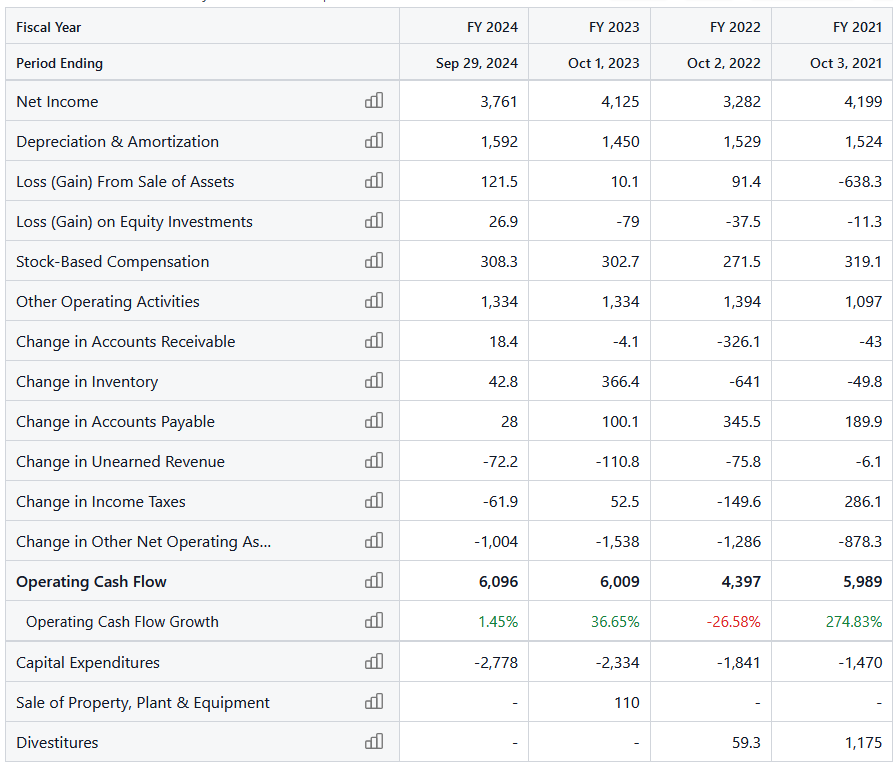 Fiscal Year FY 2024 FY 2023 FY 2022 FY 2021
Period Ending Sep 29, 2024 Oct 1, 2023 Oct 2, 2022 Oct 3, 2021
Net Income 3,761 4,125 3,282 4,199
Depreciation & Amortization 1,592 1,450 1,529 1,524
Loss (Gain) From Sale of Assets 121.5 10.1 91.4 -638.3
Loss (Gain) on Equity Investments 26.9 -79 -37.5 -11.3
Stock-Based Compensation 308.3 302.7 271.5 319.1
Other Operating Activities 1,334 1,334 1,394 1,097
Change in Accounts Receivable 18.4 -4.1 -326.1 -43
Change in Inventory 42.8 366.4 -641 -49.8
Change in Accounts Payable 28 100.1 345.5 189.9
Change in Unearned Revenue -72.2 -110.8 -75.8 -6.1
Change in Income Taxes -61.9 52.5 -149.6 286.1
Change in Other Net Operating As... -1,004 -1,538 -1,286 -878.3
Operating Cash Flow 6,096 6,009 4,397 5,989
Operating Cash Flow Growth 1.45% 36.65% -26.58% 274.83%
Capital Expenditures -2,778 -2,334 -1,841 -1,470
Sale of Property, Plant & Equipment - 110 - -
Divestitures - - 59.3 1,175